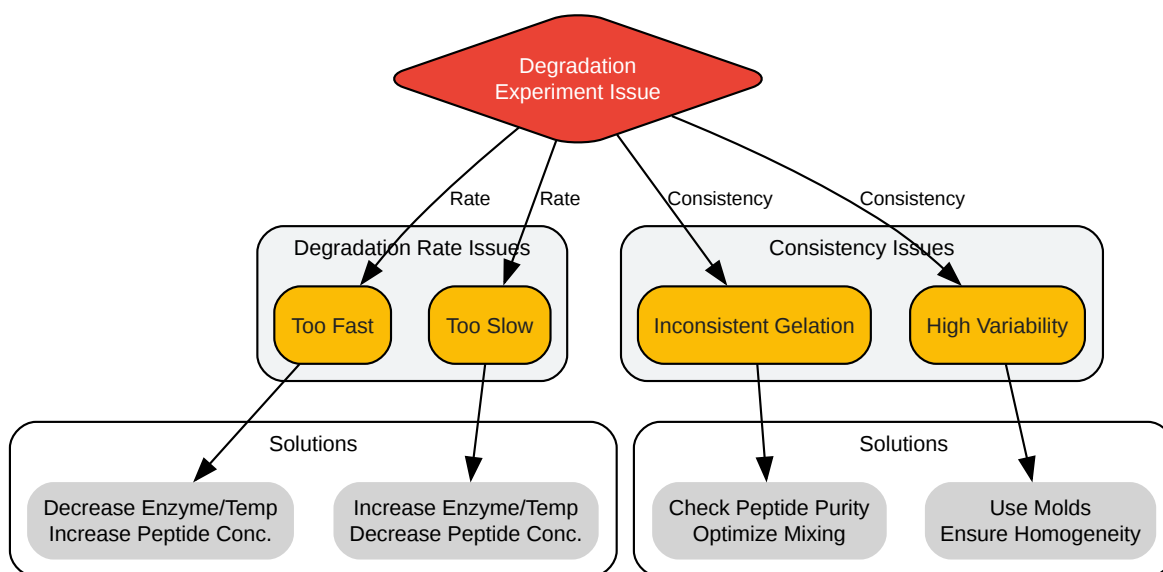 Degradation
Experiment Issue
Rate
Rate
Consistency
Consistency
Degradation Rate Issues
Consistency Issues
Too Fast
Too Slow
Inconsistent Gelation
High Variability
Solutions
Solutions
Decrease Enzyme/Temp
Increase Peptide Conc.
Increase Enzyme/Temp
Decrease Peptide Conc.
Check Peptide Purity
Optimize Mixing
Use Molds
Ensure Homogeneity